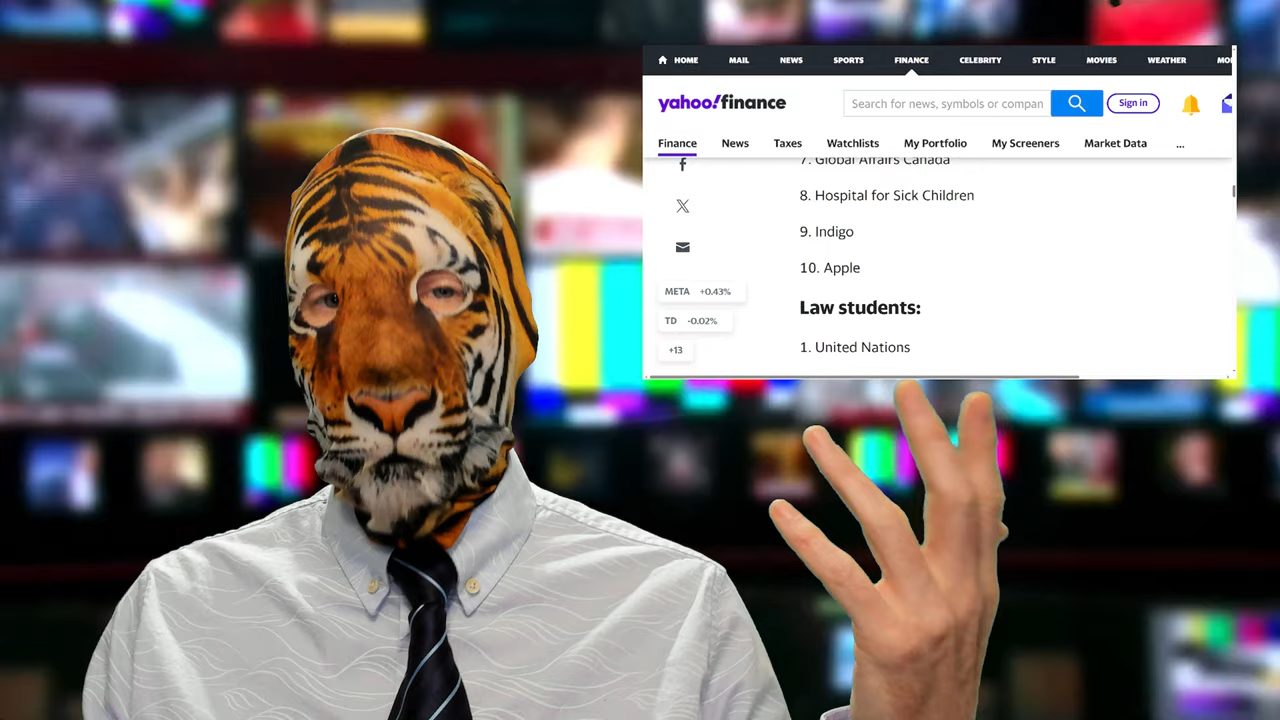 HOME MAIL NEWS SPORTS FINANCE CELEBRITY STYLE MOVIES WEATHER
yahoo!finance Search for news, symbols or compan Sign in
Finance News Taxes Watchlists My Portfolio My Screeners Market Data ...
7. Global Affairs Canada
8. Hospital for Sick Children
9. Indigo
10. Apple
META +0.43%
Law students:
TD -0.02%
+13
1. United Nations